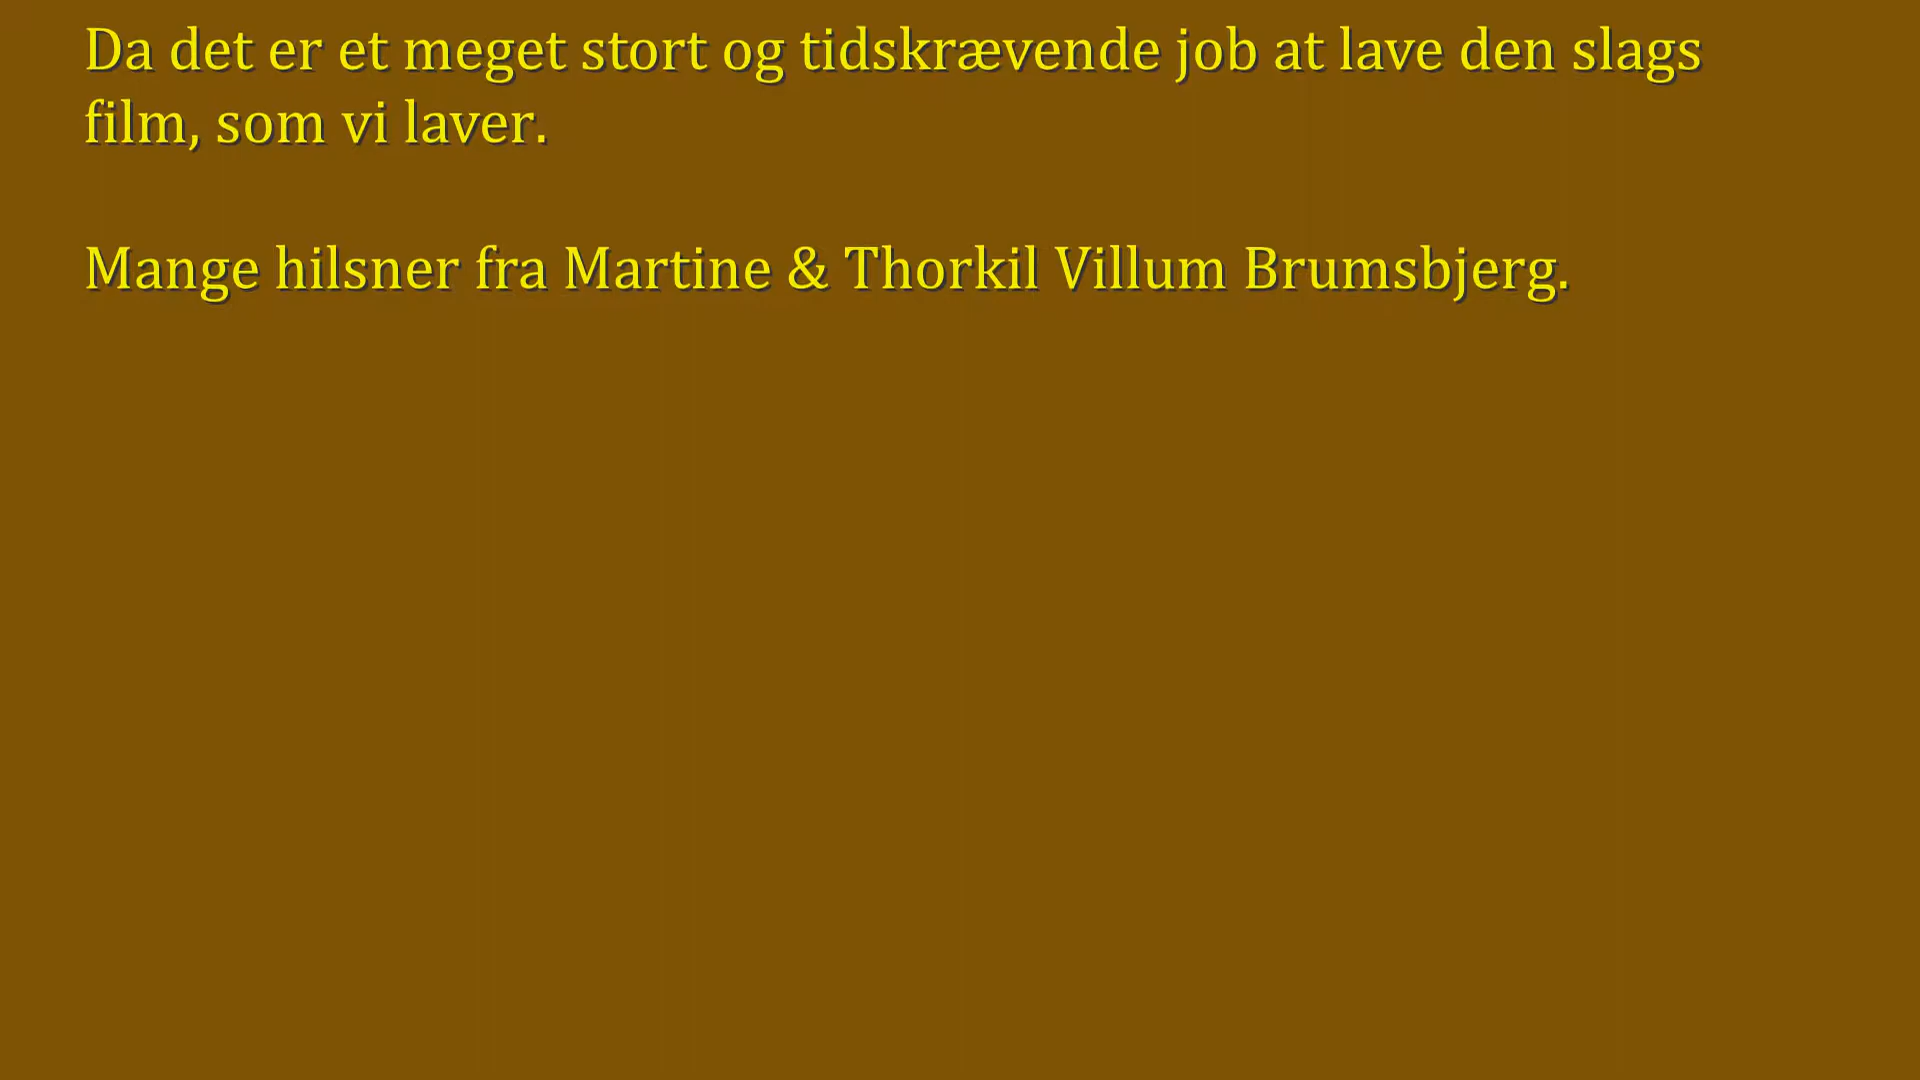 Da det er et meget stort og tidskrævende job at lave den slags
film, som vi laver.
Mange hilsner fra Martine & Thorkil Villum Brumsbjerg.